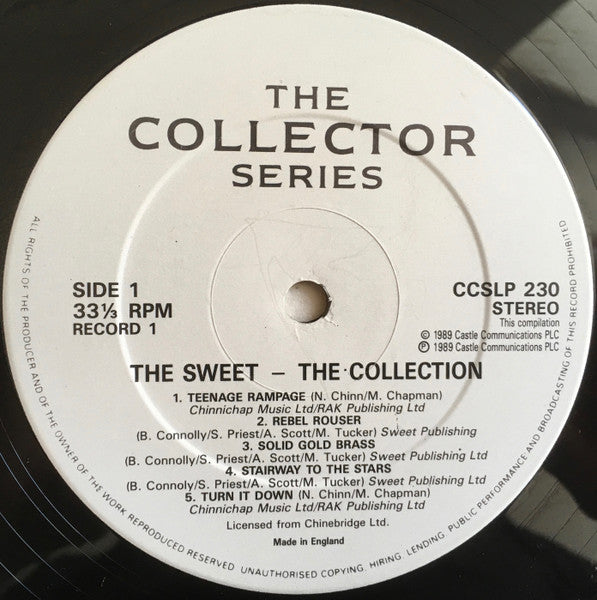 THE
COLLECTOR
SERIES
SIDE 1
33⅓ RPM
RECORD 1
CCSLP 230
STEREO
This compilation
© 1989 Castle Communications PLC
℗ 1989 Castle Communications PLC
THE SWEET – THE COLLECTION
1. TEENAGE RAMPAGE (N. Chinn/M. Chapman)
Chinnichap Music Ltd/RAK Publishing Ltd
2. REBEL ROUSER
(B. Connolly/S. Priest/A. Scott/M. Tucker) Sweet Publishing
3. SOLID GOLD BRASS
(B. Connolly/S. Priest/A. Scott/M. Tucker) Sweet Publishing
4. STAIRWAY TO THE STARS
(B. Connolly/S. Priest/A. Scott/M. Tucker) Sweet Publishing
5. TURN IT DOWN (N. Chinn/M. Chapman)
Chinnichap Music Ltd/RAK Publishing Ltd
Licensed from Chinebridge Ltd.
Made in England
ALL RIGHTS OF THE PRODUCER AND OF THE OWNER OF THE WORK REPRODUCED RESERVED. UNAUTHORISED COPYING, HIRING, LENDING, PUBLIC PERFORMANCE AND BROADCASTING OF THIS RECORD PROHIBITED